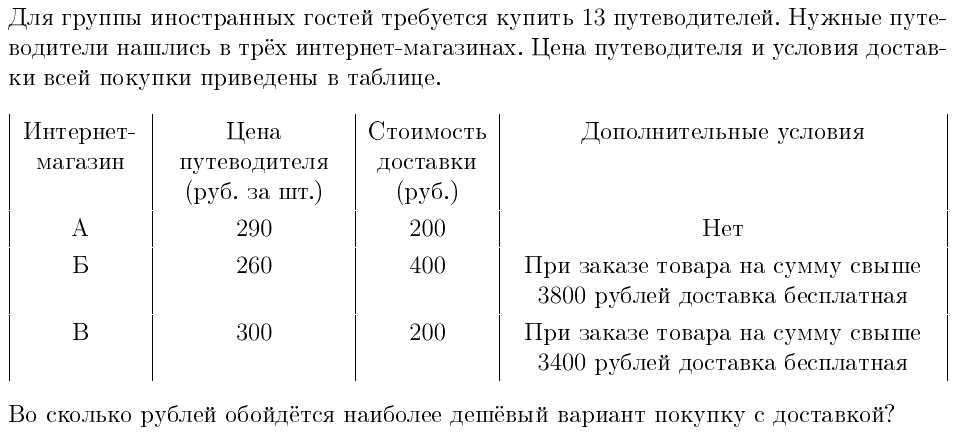 Для группы иностранных гостей требуется купить 13 путеводителей. Нужные путе-
водители нашлись в трёх интернет-магазинах. Цена путеводителя и условия достав-
ки всей покупки приведены в таблице.
Интернет- Цена Стоимость Дополнительные условия
магазин путеводителя доставки
(руб. за шт.) (руб.)
А 290 200 Нет
Б 260 400 При заказе товара на сумму свыше
3800 рублей доставка бесплатная
В 300 200 При заказе товара на сумму свыше
3400 рублей доставка бесплатная
Во сколько рублей обойдётся наиболее дешёвый вариант покупку с доставкой?